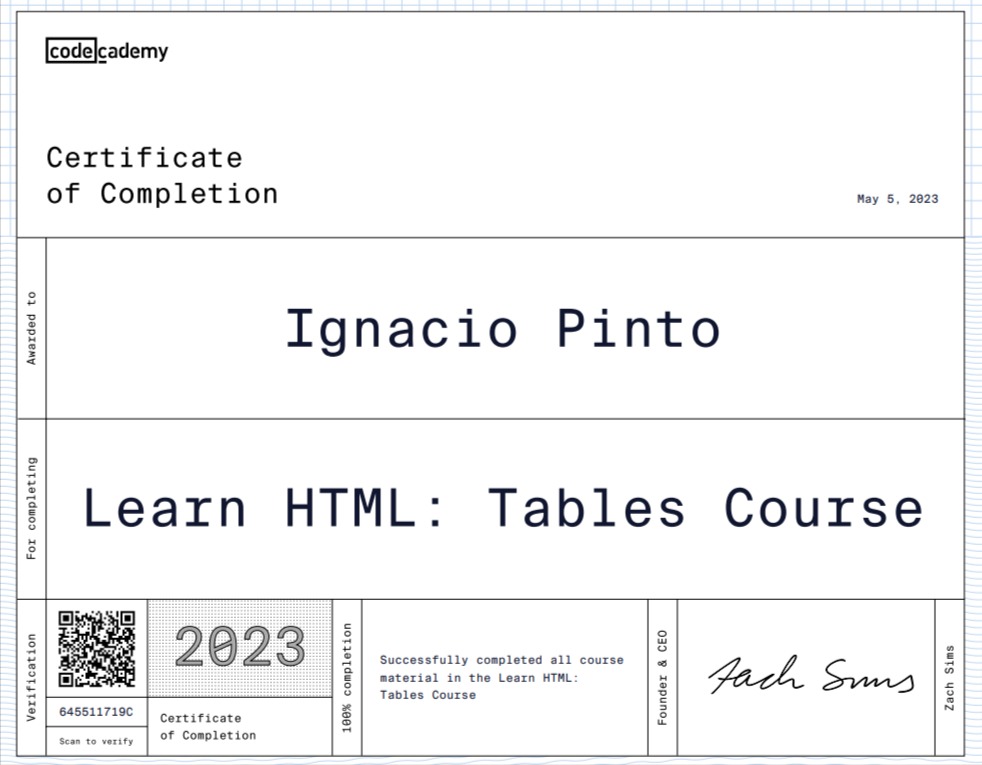 codecademy
Certificate
of Completion
May 5, 2023
Awarded to
Ignacio Pinto
For completing
Learn HTML: Tables Course
Verification
645511719C
Scan to verify
2023
Certificate
of Completion
100% completion
Successfully completed all course
material in the Learn HTML:
Tables Course
Founder & CEO
Zach Sims
Zach Sims